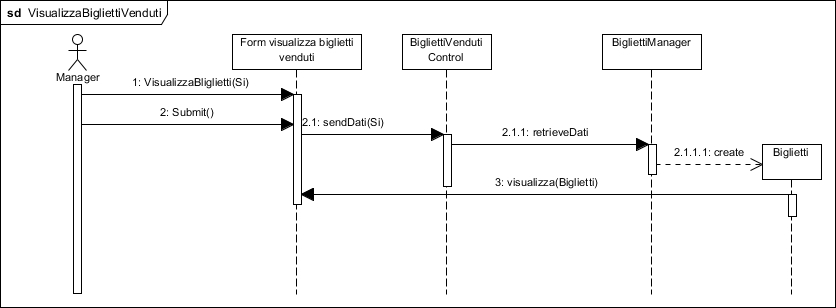 sd VisualizzaBigliettiVenduti
Manager
Form visualizza biglietti
venduti
BigliettiVenduti
Control
BigliettiManager
1: VisualizzaBliglietti(Si)
2: Submit()
2.1: sendDati(Si)
2.1.1: retrieveDati
2.1.1.1: create
Biglietti
3: visualizza(Biglietti)